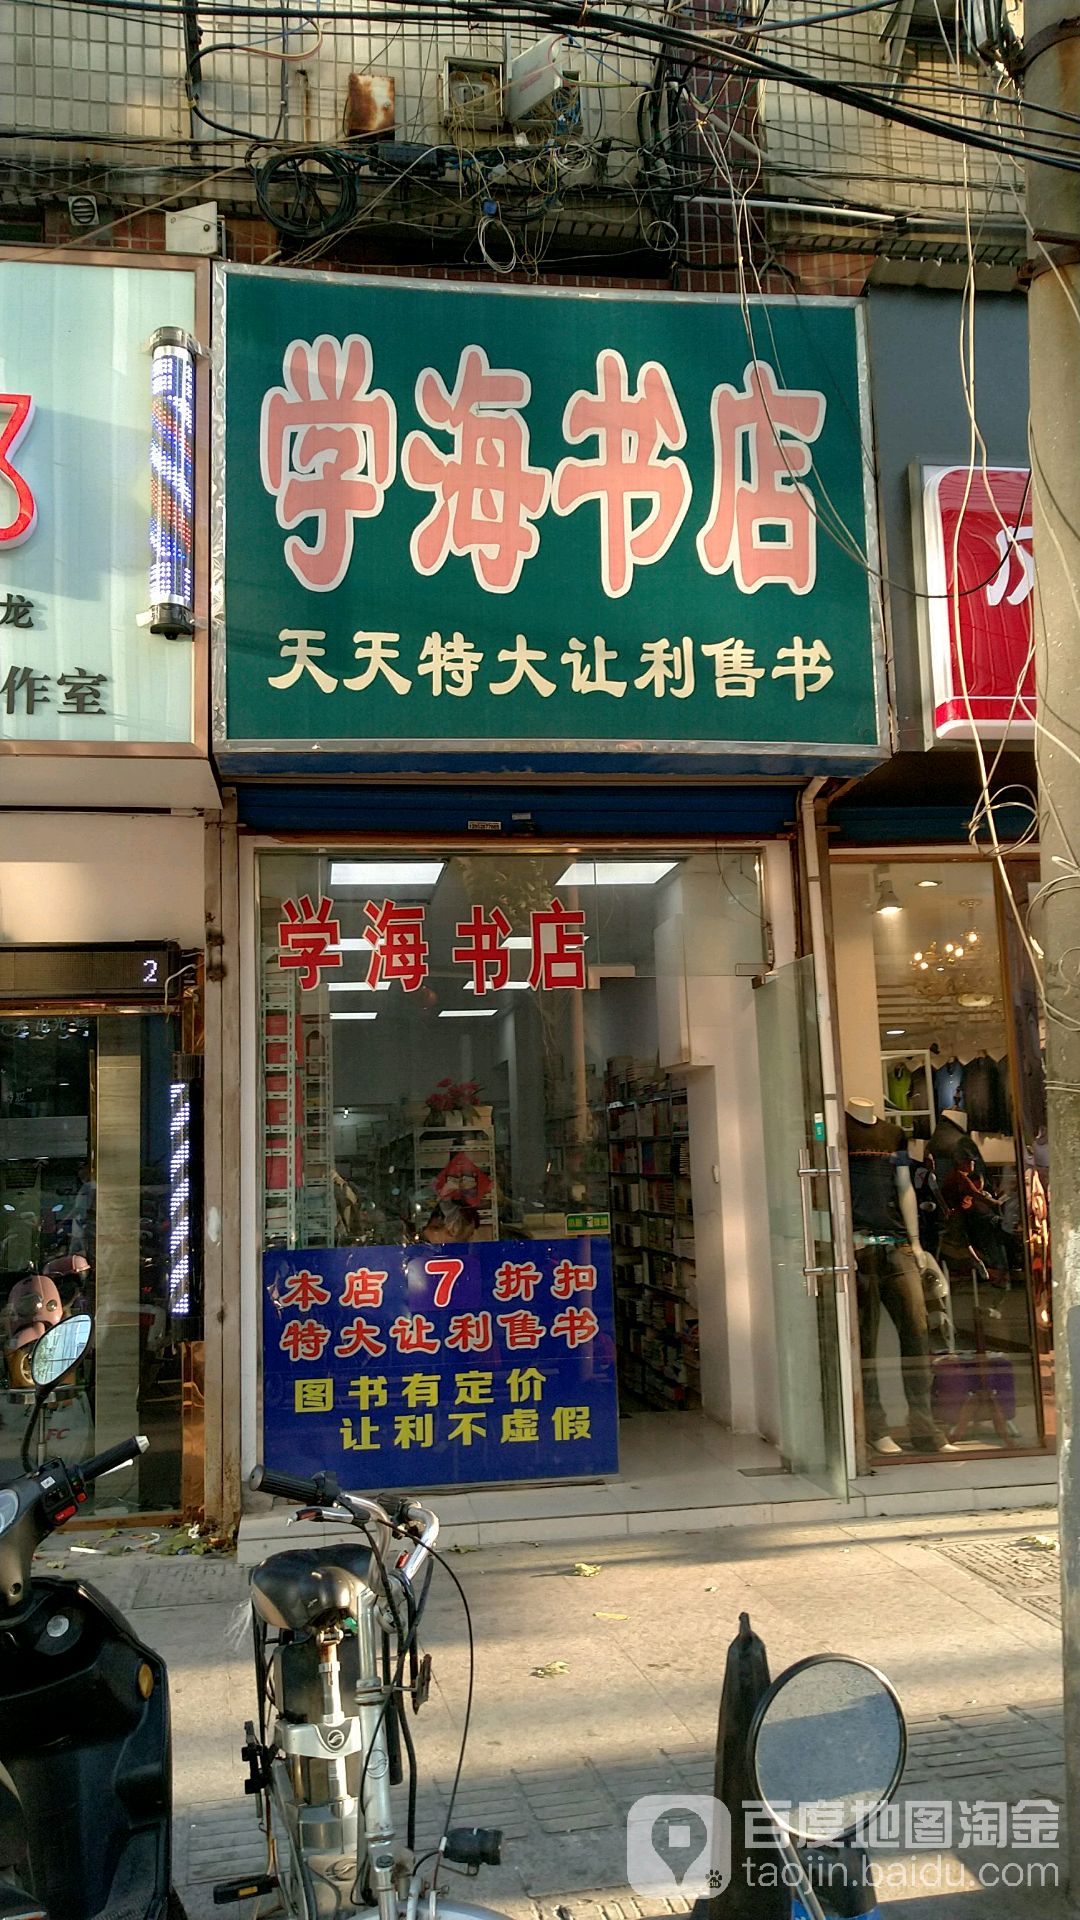 学海书店
天天特大让利售书
龙
作室
2
学海书店
本店7折扣
特大让利售书
图书有定价
让利不虚假
百度地图淘金
taojin.baidu.com